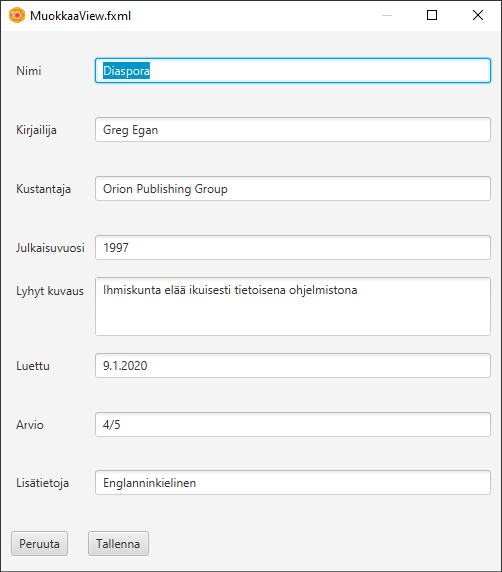 MuokkaaView.fxml
Nimi Diaspora
Kirjailija Greg Egan
Kustantaja Orion Publishing Group
Julkaisuvuosi 1997
Lyhyt kuvaus Ihmiskunta elää ikuisesti tietoisena ohjelmistona
Luettu 9.1.2020
Arvio 4/5
Lisätietoja Englanninkielinen
Peruuta Tallenna